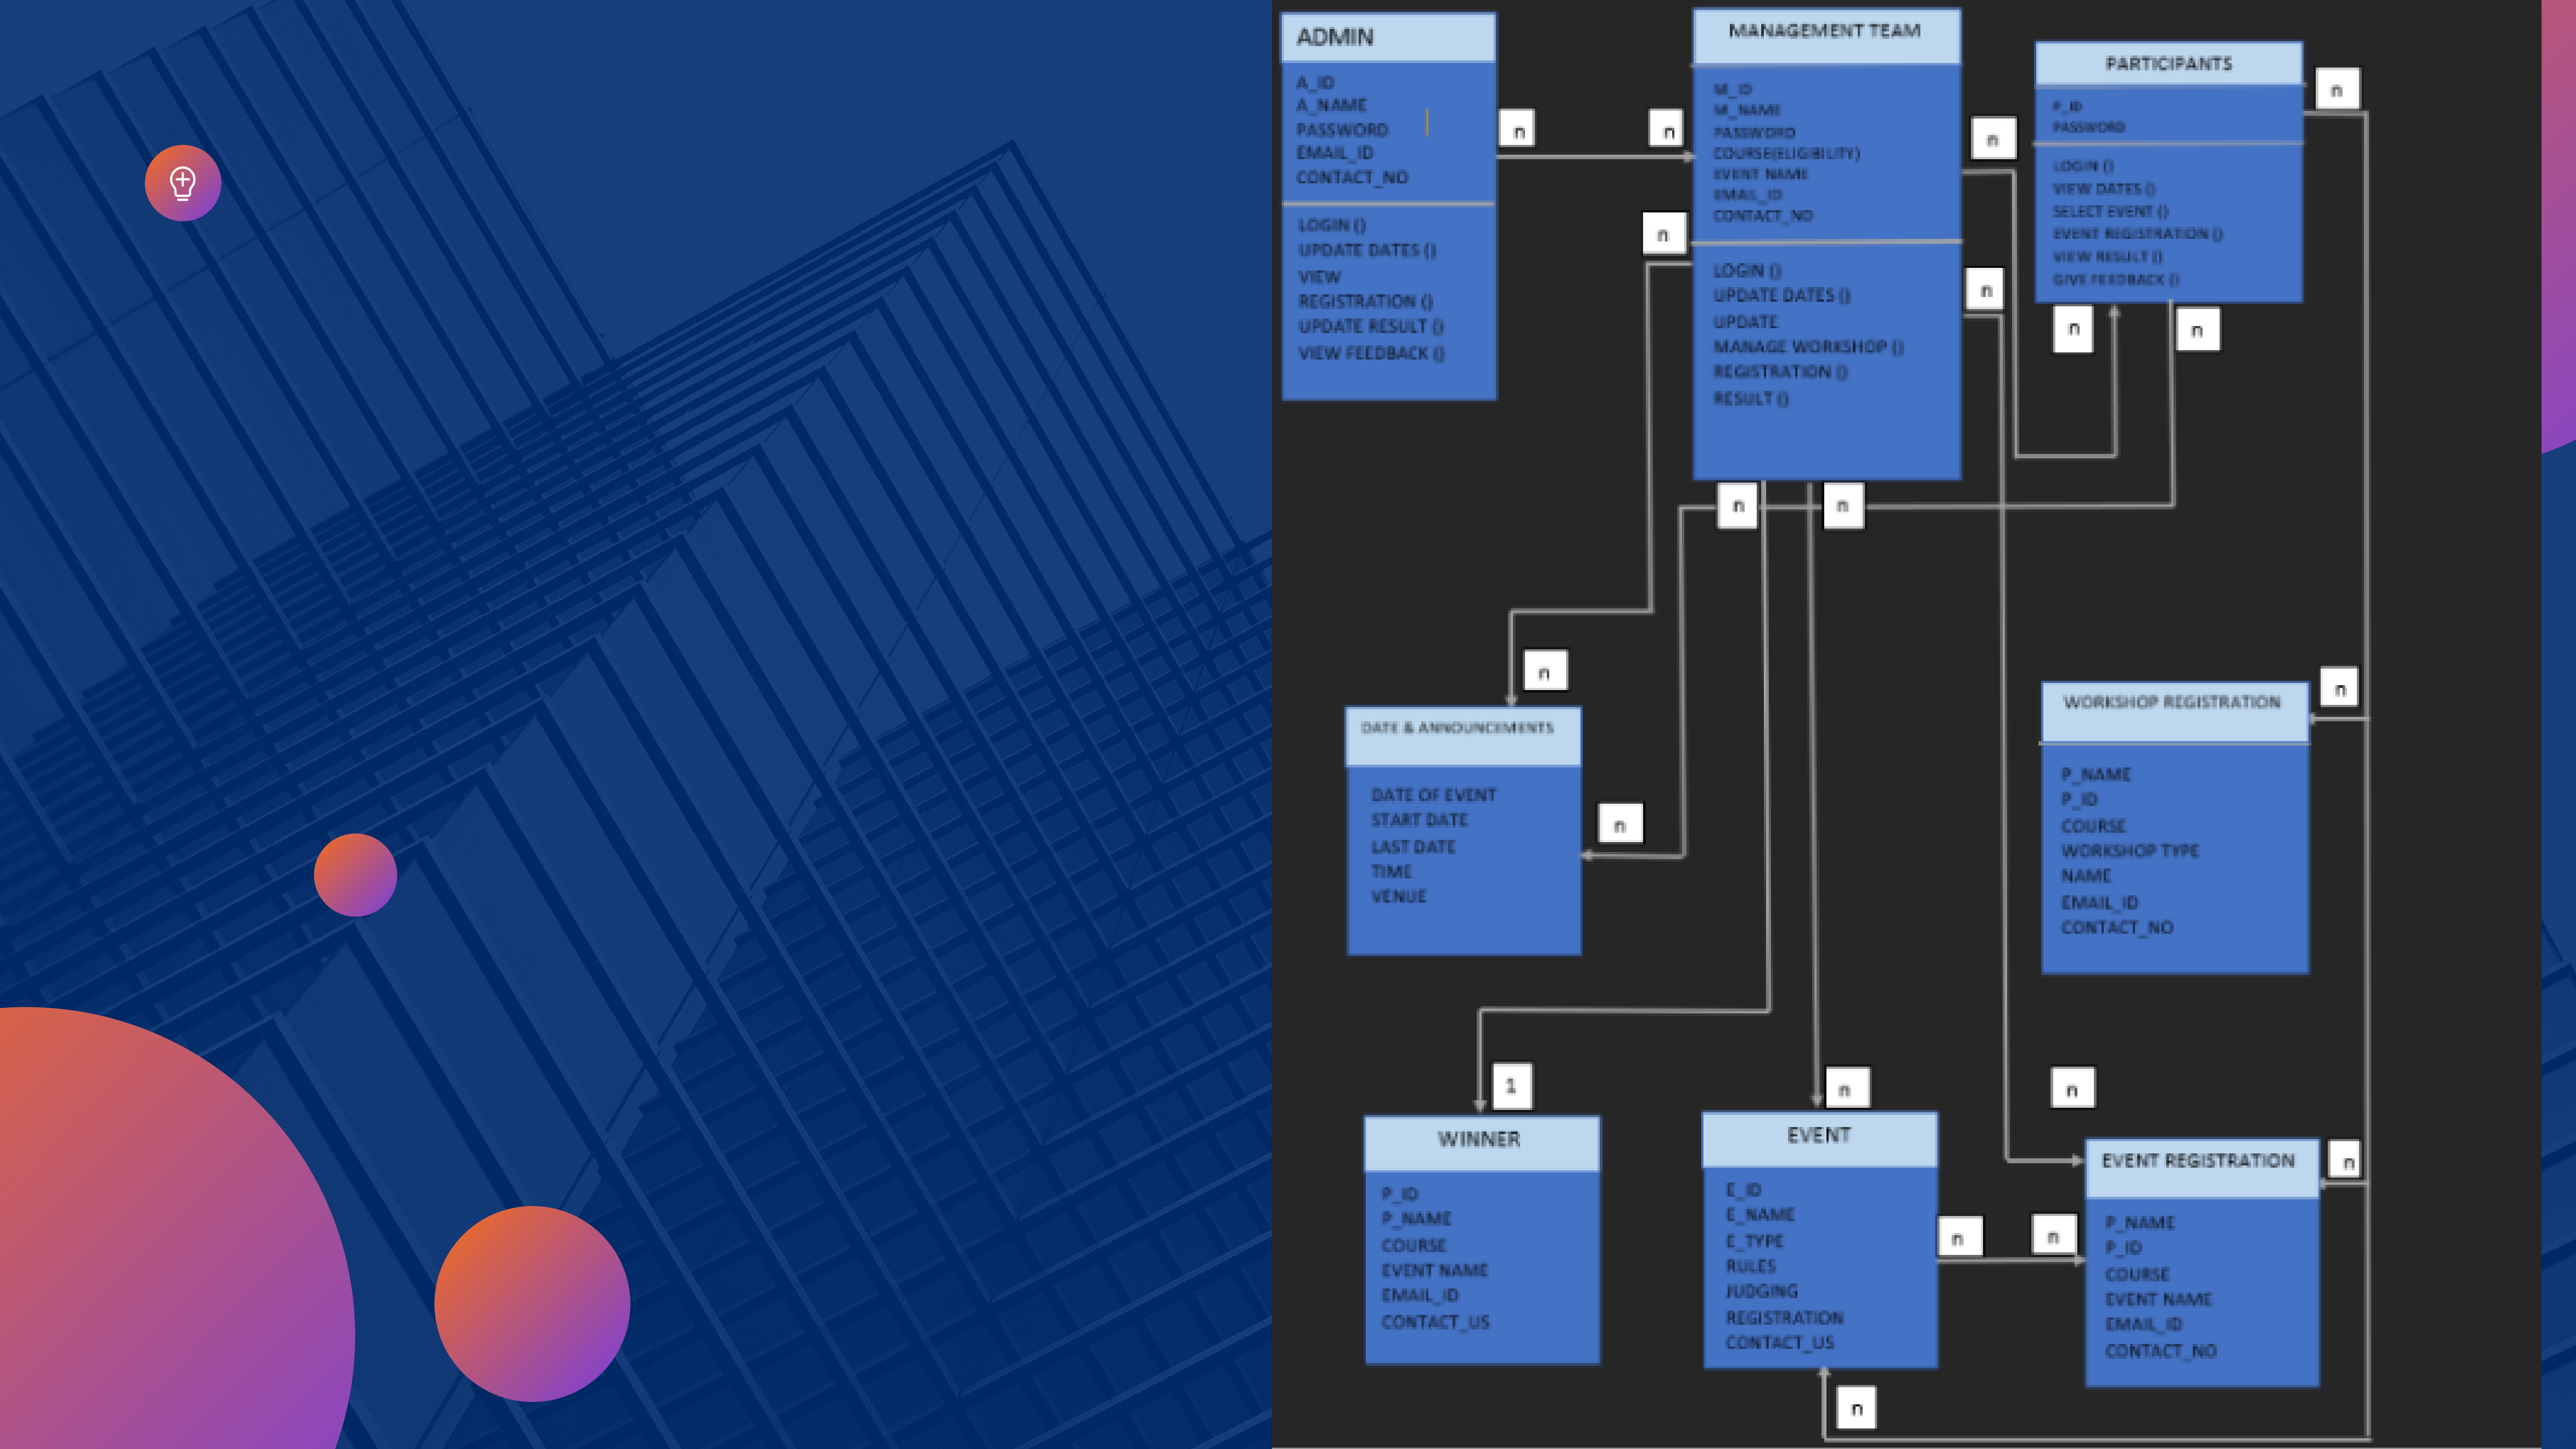 ADMIN
A_ID
A_NAME
PASSWORD
EMAIL_ID
CONTACT_NO
LOGIN ()
UPDATE DATES ()
VIEW
REGISTRATION ()
UPDATE RESULT ()
VIEW FEEDBACK ()
n
n
MANAGEMENT TEAM
M_ID
M_NAME
PASSWORD
COURSE(ELIGIBILITY)
EVENT NAME
EMAIL_ID
CONTACT_NO
LOGIN ()
UPDATE DATES ()
UPDATE
MANAGE WORKSHOP ()
REGISTRATION ()
RESULT ()
n
n
n
n
n
PARTICIPANTS
P_ID
PASSWORD
LOGIN ()
VIEW DATES ()
SELECT EVENT ()
EVENT REGISTRATION ()
VIEW RESULT ()
GIVE FEEDBACK ()
n
n
n
n
DATE & ANNOUNCEMENTS
DATE OF EVENT
START DATE
LAST DATE
TIME
VENUE
n
n
WORKSHOP REGISTRATION
P_NAME
P_ID
COURSE
WORKSHOP TYPE
NAME
EMAIL_ID
CONTACT_NO
1
WINNER
P_ID
P_NAME
COURSE
EVENT NAME
EMAIL_ID
CONTACT_US
n
EVENT
E_ID
E_NAME
E_TYPE
RULES
JUDGING
REGISTRATION
CONTACT_US
n
n
n
n
n
EVENT REGISTRATION
P_NAME
P_ID
COURSE
EVENT NAME
EMAIL_ID
CONTACT_NO